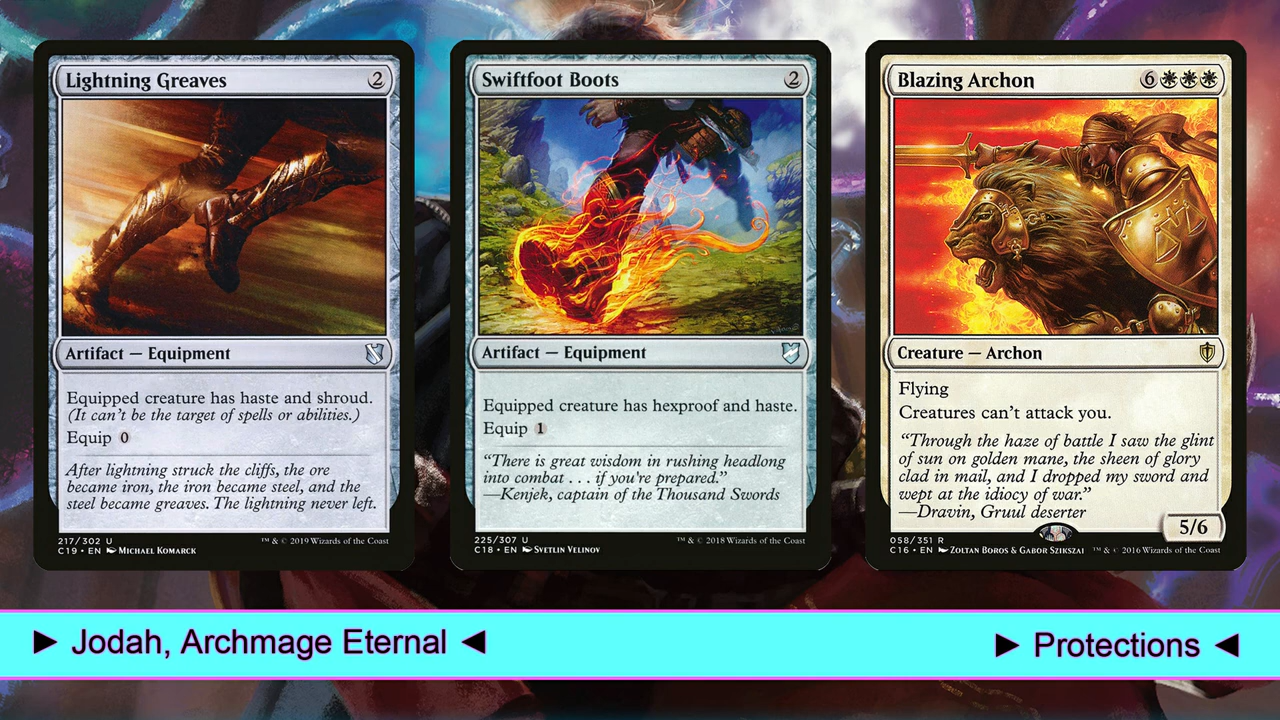 Lightning Greaves 2
Artifact — Equipment
Equipped creature has haste and shroud.
(It can't be the target of spells or abilities.)
Equip 0
After lightning struck the cliffs, the ore
became iron, the iron became steel, and the
steel became greaves. The lightning never left.
217/302 U
C19 • EN Michael Komarck
™ & © 2019 Wizards of the Coast
Swiftfoot Boots 2
Artifact — Equipment
Equipped creature has hexproof and haste.
Equip 1
“There is great wisdom in rushing headlong
into combat . . . if you're prepared.”
—Kenjek, captain of the Thousand Swords
225/307 U
C18 • EN Svetlin Velinov
™ & © 2018 Wizards of the Coast
Blazing Archon 6
Creature — Archon
Flying
Creatures can't attack you.
“Through the haze of battle I saw the glint
of sun on golden mane, the sheen of glory
clad in mail, and I dropped my sword and
wept at the idiocy of war.”
—Dravin, Gruul deserter
5/6
058/351 R
C16 • EN Zoltan Boros & Gabor Szikszai
™ & © 2016 Wizards of the Coast
► Jodah, Archmage Eternal ◄
► Protections ◄